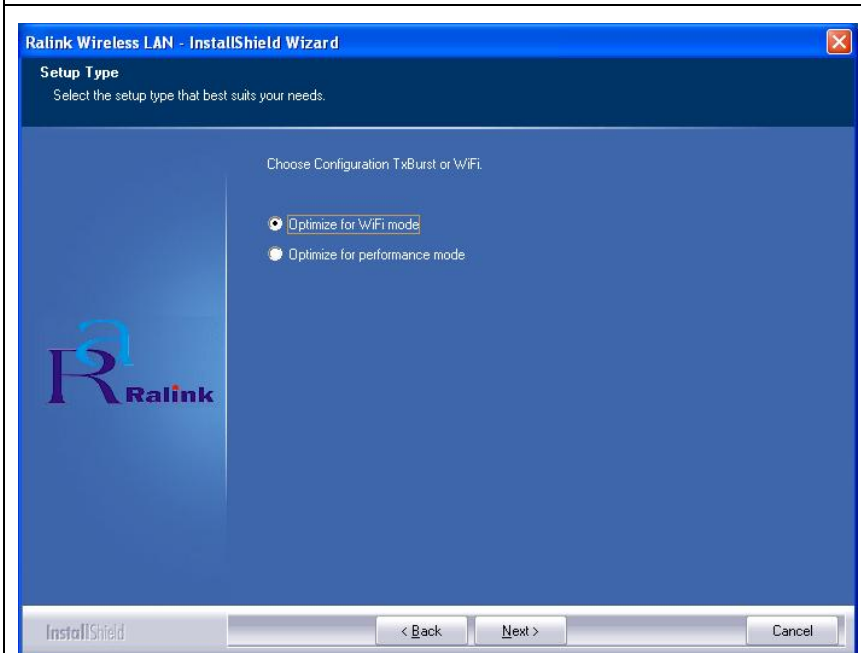 Ralink Wireless LAN - InstallShield Wizard
Setup Type
Select the setup type that best suits your needs.
Choose Configuration TxBurst or WiFi.
Optimize for WiFi mode
Optimize for performance mode
Ra
Ralink
InstallShield
< Back
Next >
Cancel